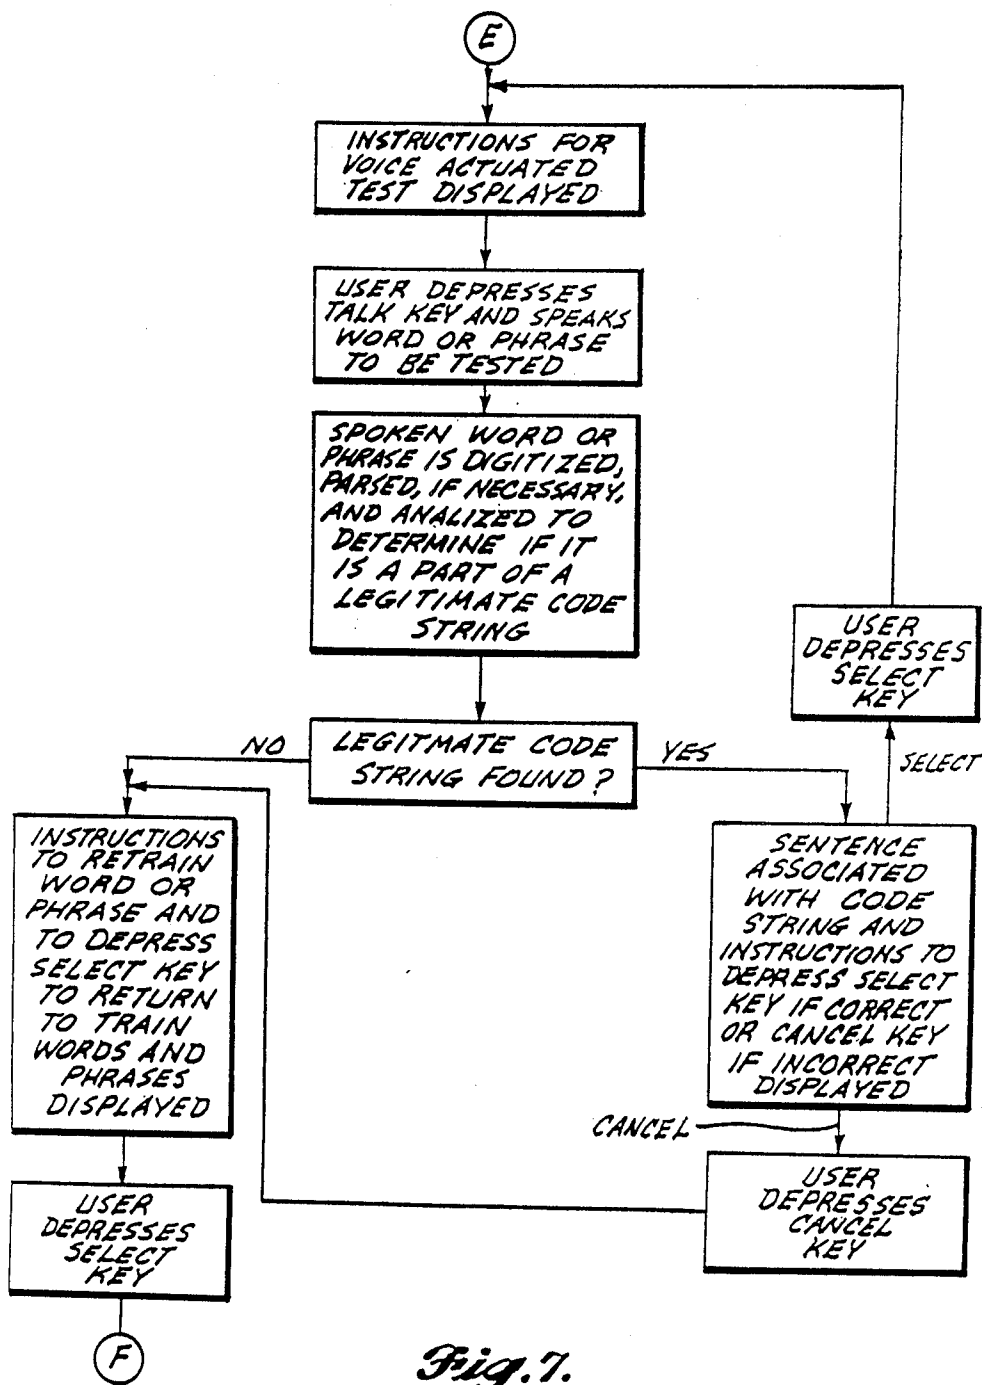 E
INSTRUCTIONS FOR
VOICE ACTUATED
TEST DISPLAYED
USER DEPRESSES
TALK KEY AND SPEAKS
WORD OR PHRASE
TO BE TESTED
SPOKEN WORD OR
PHRASE IS DIGITIZED,
PARSED, IF NECESSARY,
AND ANALIZED TO
DETERMINE IF IT
IS A PART OF A
LEGITIMATE CODE
STRING
USER
DEPRESSES
SELECT
KEY
LEGITMATE CODE
STRING FOUND?
NO
YES
SELECT
INSTRUCTIONS
TO RETRAIN
WORD OR
PHRASE AND
TO DEPRESS
SELECT KEY
TO RETURN
TO TRAIN
WORDS AND
PHRASES
DISPLAYED
SENTENCE
ASSOCIATED
WITH CODE
STRING AND
INSTRUCTIONS TO
DEPRESS SELECT
KEY IF CORRECT
OR CANCEL KEY
IF INCORRECT
DISPLAYED
CANCEL
USER
DEPRESSES
CANCEL
KEY
USER
DEPRESSES
SELECT
KEY
F
Fig. 7.